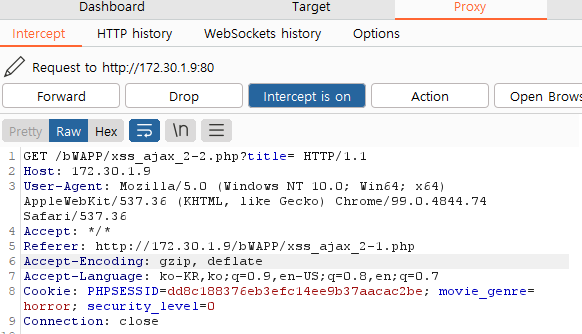 Dashboard Target Proxy
Intercept HTTP history WebSockets history Options
Request to http://172.30.1.9:80
Forward Drop Intercept is on Action Open Brows
Pretty Raw Hex \n
1 GET /bWAPP/xss_ajax_2-2.php?title= HTTP/1.1
2 Host: 172.30.1.9
3 User-Agent: Mozilla/5.0 (Windows NT 10.0; Win64; x64)
AppleWebKit/537.36 (KHTML, like Gecko) Chrome/99.0.4844.74
Safari/537.36
4 Accept: */*
5 Referer: http://172.30.1.9/bWAPP/xss_ajax_2-1.php
6 Accept-Encoding: gzip, deflate
7 Accept-Language: ko-KR,ko;q=0.9,en-US;q=0.8,en;q=0.7
8 Cookie: PHPSESSID=dd8c188376eb3efc14ee9b37aacac2be; movie_genre=
horror; security_level=0
9 Connection: close